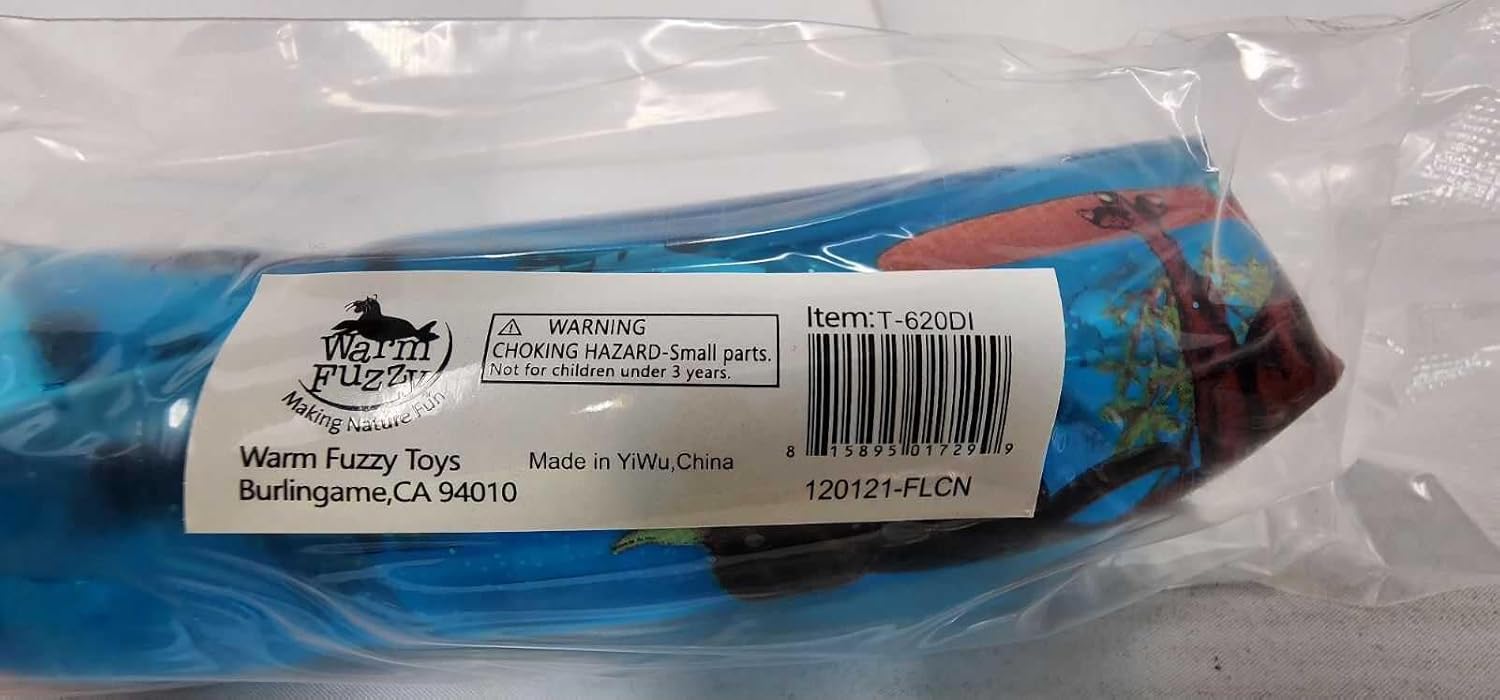 Warm
Fuzzy
Making Nature Fun
WARNING
CHOKING HAZARD-Small parts.
Not for children under 3 years.
Item:T-620DI
8 15895 01729 9
120121-FLCN
Warm Fuzzy Toys
Burlingame,CA 94010
Made in YiWu,China